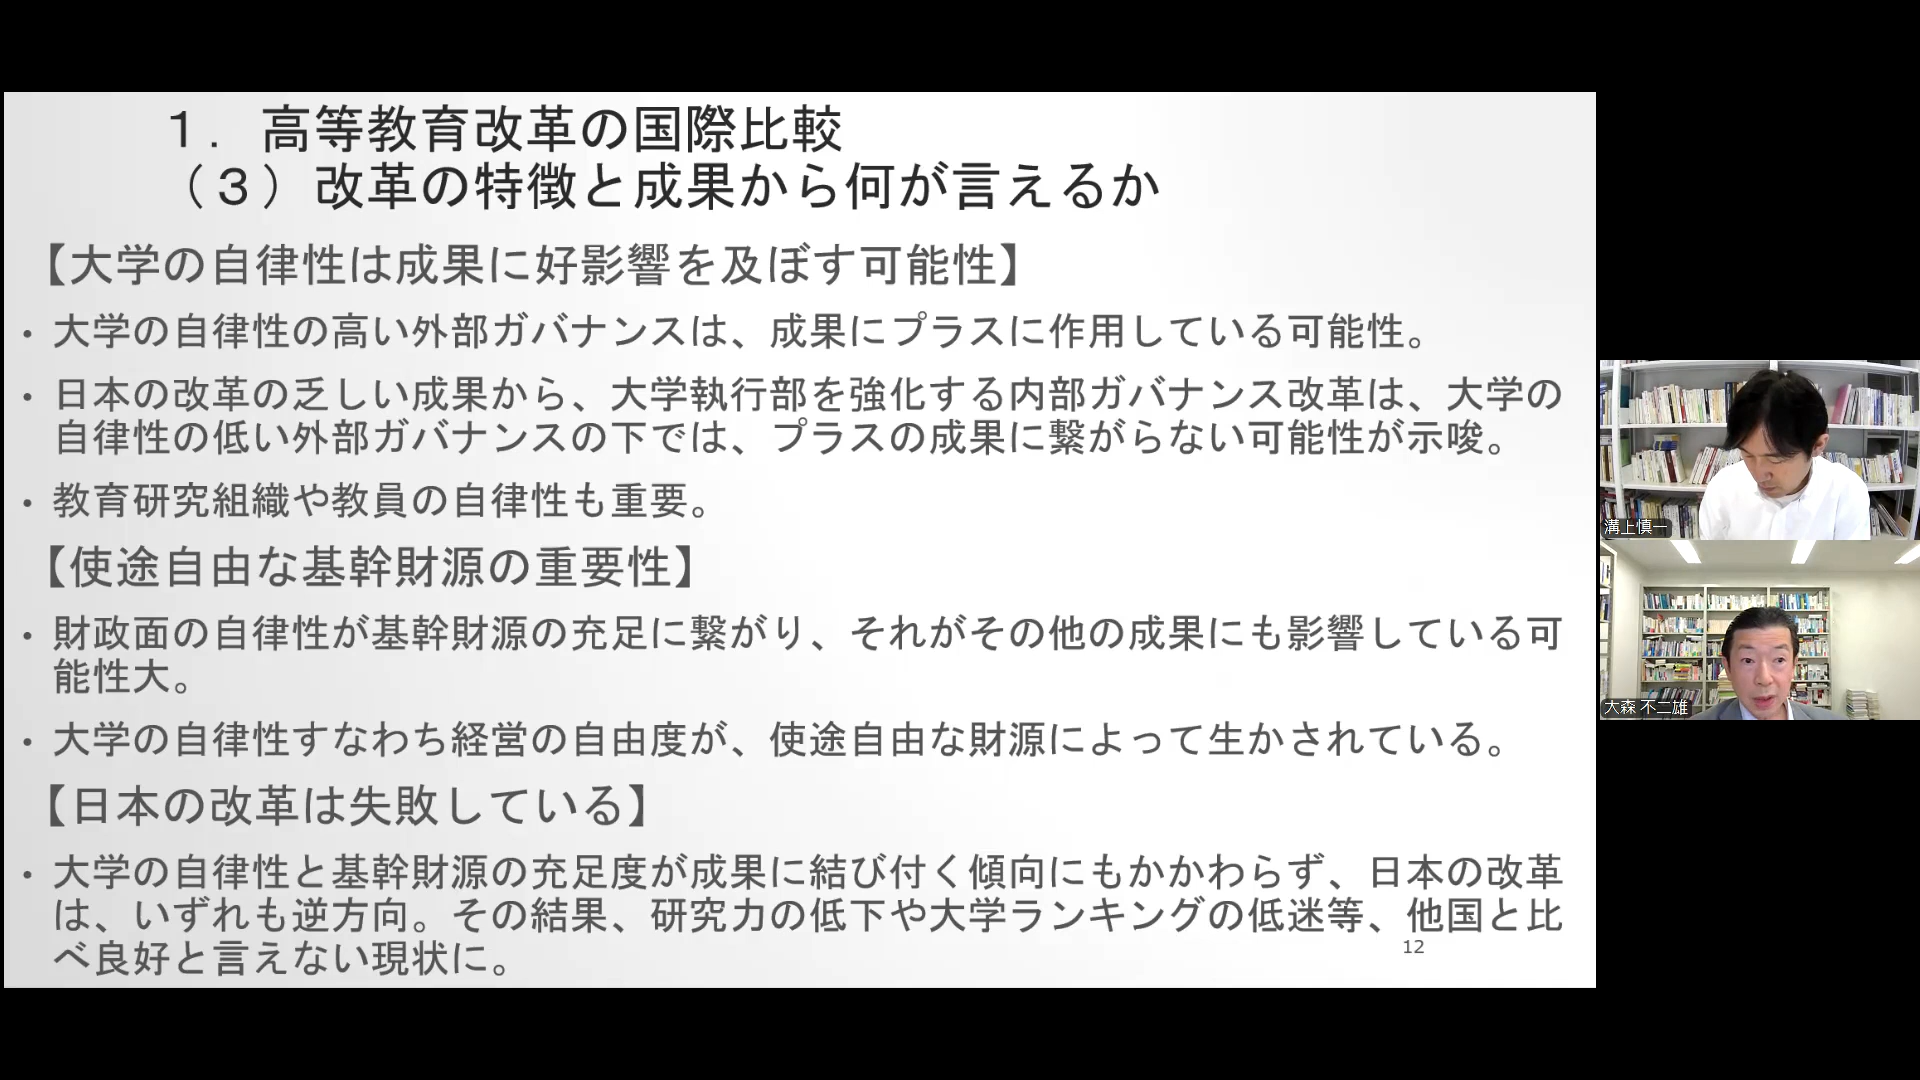 １．高等教育改革の国際比較
（３）改革の特徴と成果から何が言えるか
【大学の自律性は成果に好影響を及ぼす可能性】
・大学の自律性の高い外部ガバナンスは、成果にプラスに作用している可能性。
・日本の改革の乏しい成果から、大学執行部を強化する内部ガバナンス改革は、大学の
自律性の低い外部ガバナンスの下では、プラスの成果に繋がらない可能性が示唆。
・教育研究組織や教員の自律性も重要。
【使途自由な基幹財源の重要性】
・財政面の自律性が基幹財源の充足に繋がり、それがその他の成果にも影響している可
能性大。
・大学の自律性すなわち経営の自由度が、使途自由な財源によって生かされている。
【日本の改革は失敗している】
・大学の自律性と基幹財源の充足度が成果に結び付く傾向にもかかわらず、日本の改革
は、いずれも逆方向。その結果、研究力の低下や大学ランキングの低迷等、他国と比
べ良好と言えない現状に。
12
溝上慎一
大森 不二雄